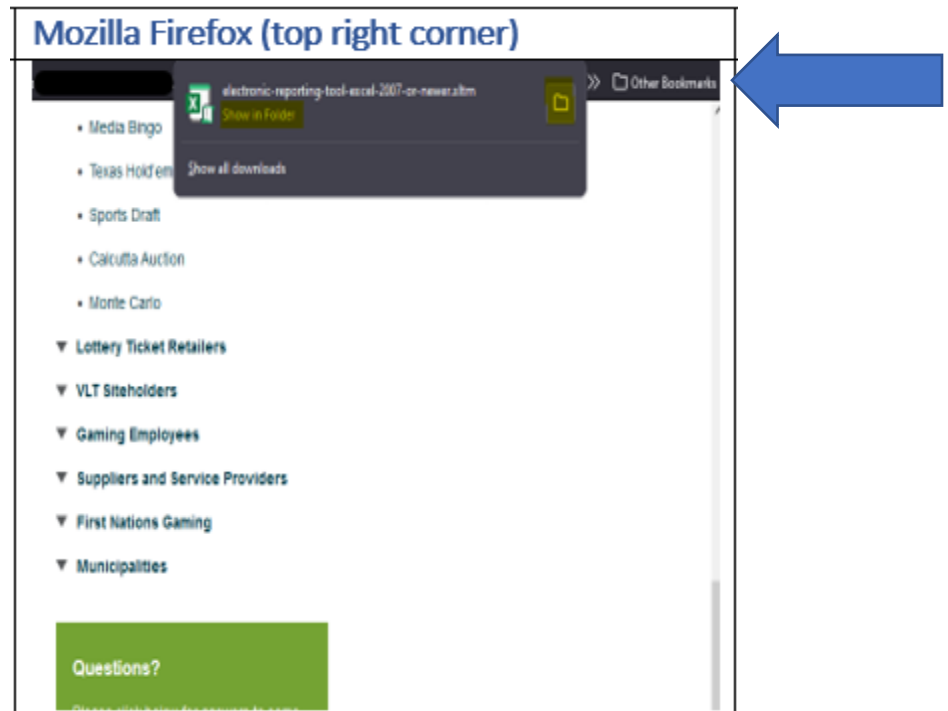 Mozilla Firefox (top right corner)
electronic-reporting-tool-excel-2007-or-newer.xltm
Show in Folder
Other Bookmarks
Show all downloads
• Media Bingo
• Texas Hold'em
• Sports Draft
• Calcutta Auction
• Monte Carlo
▼ Lottery Ticket Retailers
▼ VLT Siteholders
▼ Gaming Employees
▼ Suppliers and Service Providers
▼ First Nations Gaming
▼ Municipalities
Questions?